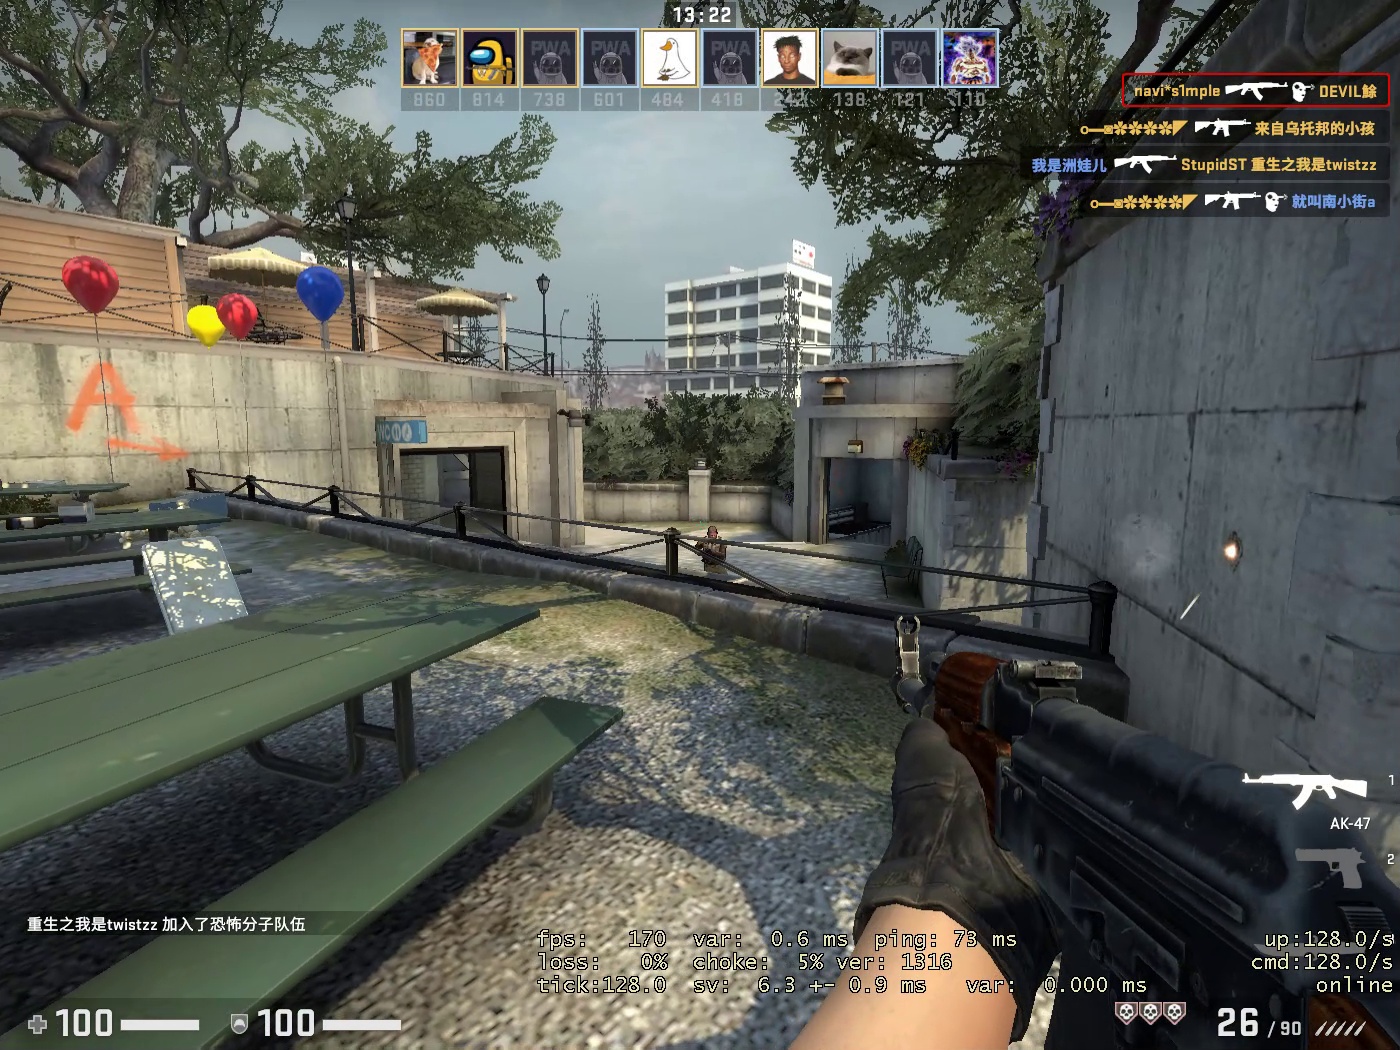 13:22
860 814 738 601 484 418 242 138 121 110
navi*s1mple DEVIL馀
来自乌托邦的小孩
我是洲娃儿 StupidST 重生之我是twistzz
就叫南小街a
A
WC
AK-47
1
2
重生之我是twistzz 加入了恐怖分子队伍
fps: 170 var: 0.6 ms ping: 73 ms
loss: 0% choke: 5% ver: 1316
tick:128.0 sv: 6.3 +- 0.9 ms var: 0.000 ms
up:128.0/s
cmd:128.0/s
online
100 100
26 / 90